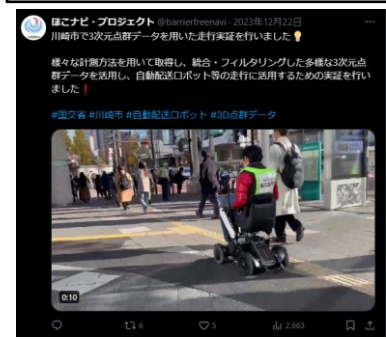 ほこナビ・プロジェクト @barrierfreenavi · 2023年12月22日
川崎市で3次元点群データを用いた走行実証を行いました💡
様々な計測方法を用いて取得し、統合・フィルタリングした多様な3次元点
群データを活用し、自動配送ロボット等の走行に活用するための実証を行い
ました❗
#国交省 #川崎市 #自動配送ロボット #3D点群データ
0:10
6
5
2,663